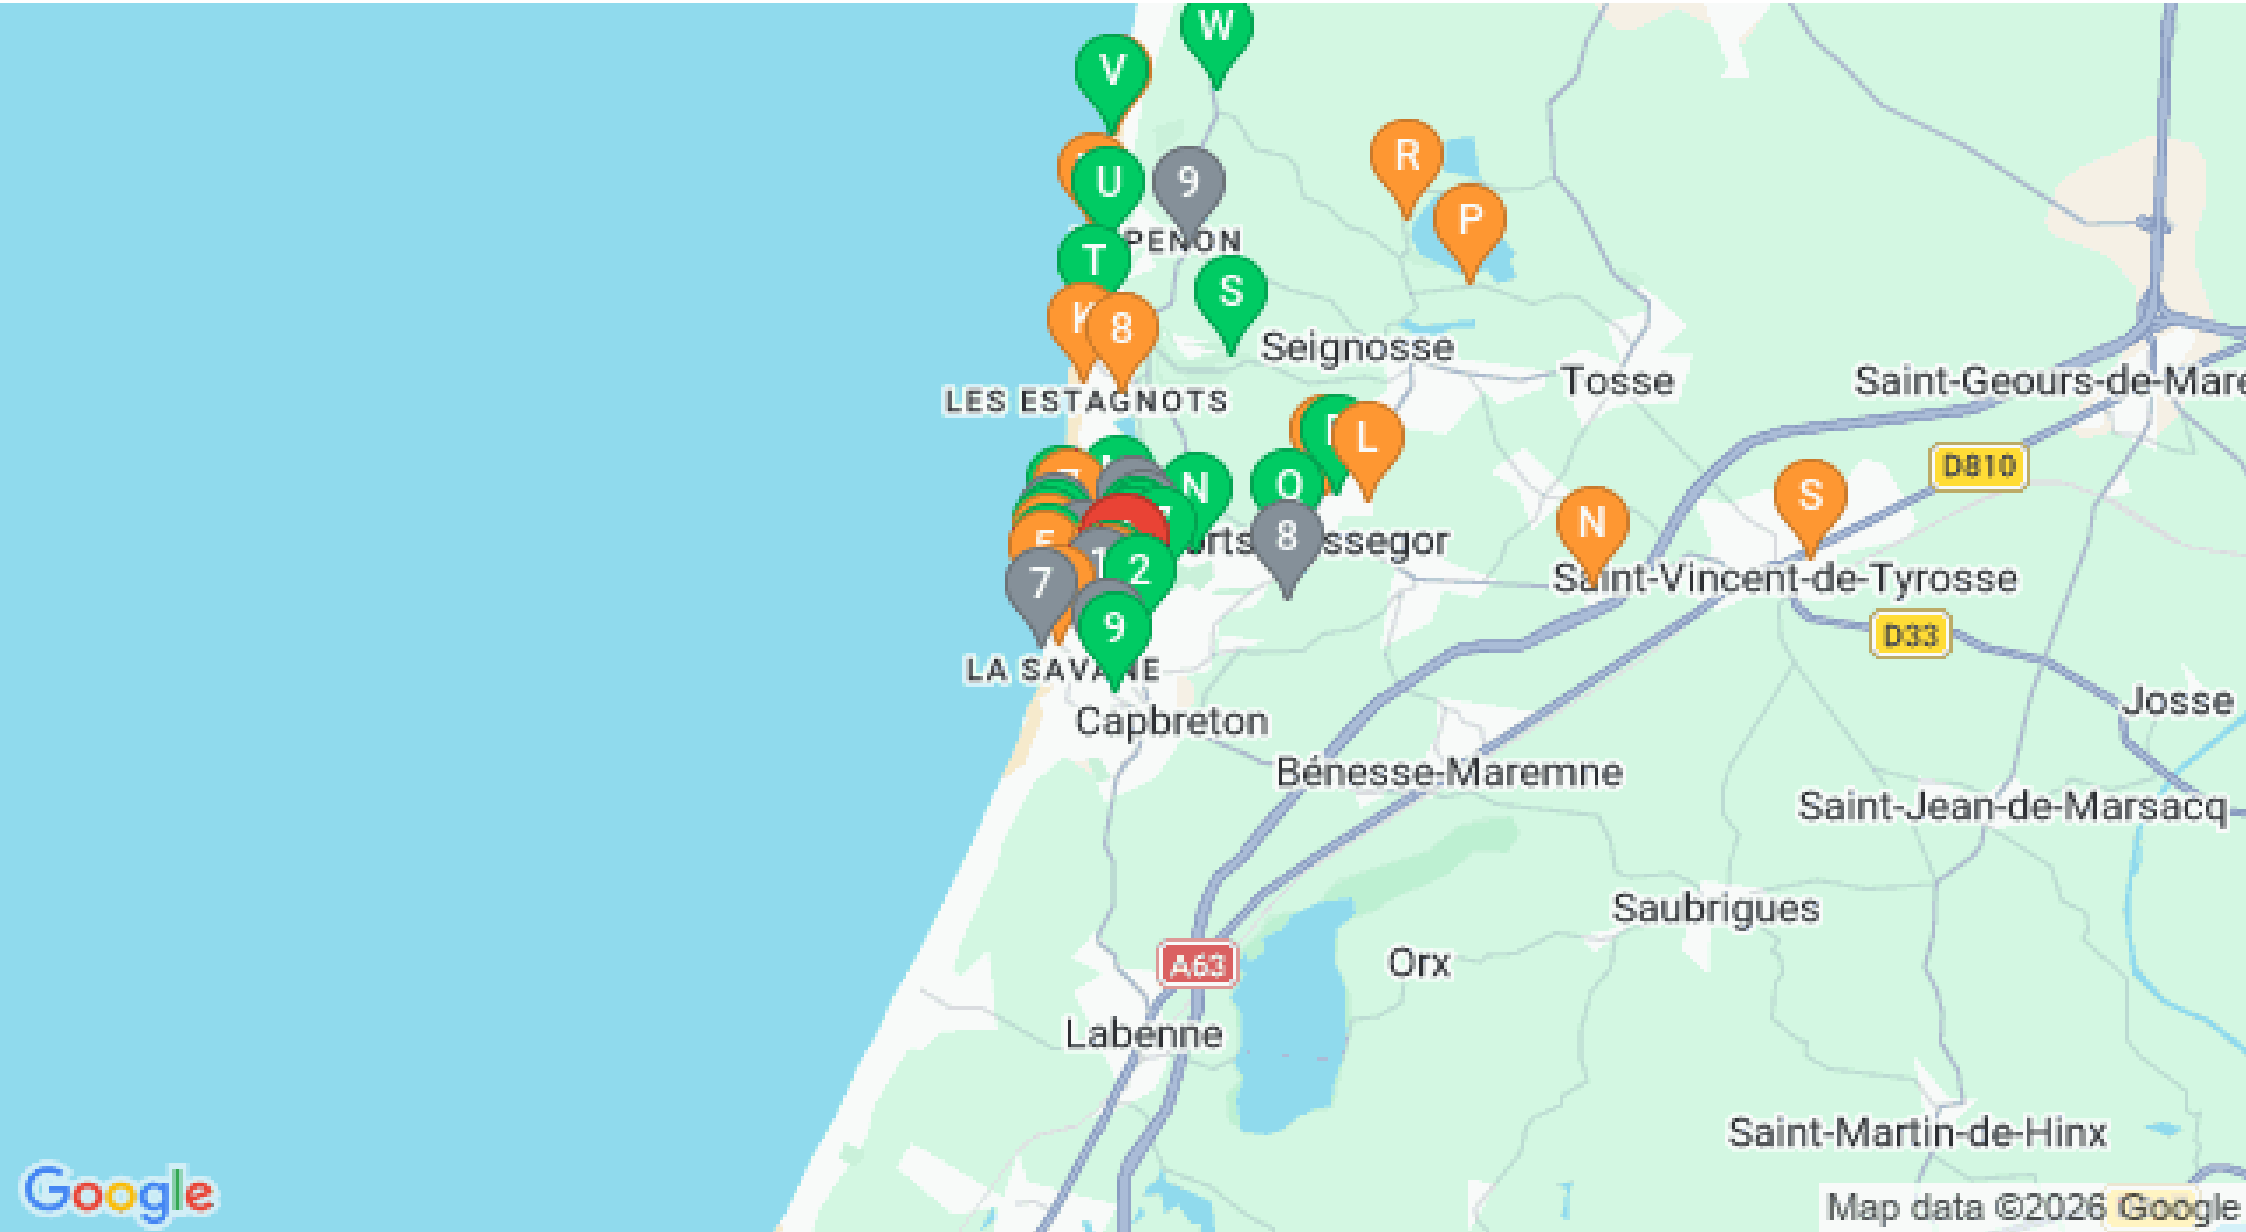 W
V
R
U
9
P
PENON
T
S
K
8
Seignosse
Tosse
Saint-Geours-de-Mare
LES ESTAGNOTS
L
D810
N
O
S
N
8
ssegor
Saint-Vincent-de-Tyrosse
2
7
9
D33
LA SAVANE
Josse
Capbreton
Bénesse-Maremne
Saint-Jean-de-Marsacq
Saubrigues
A63
Orx
Labenne
Saint-Martin-de-Hinx
Google
Map data ©2026 Google